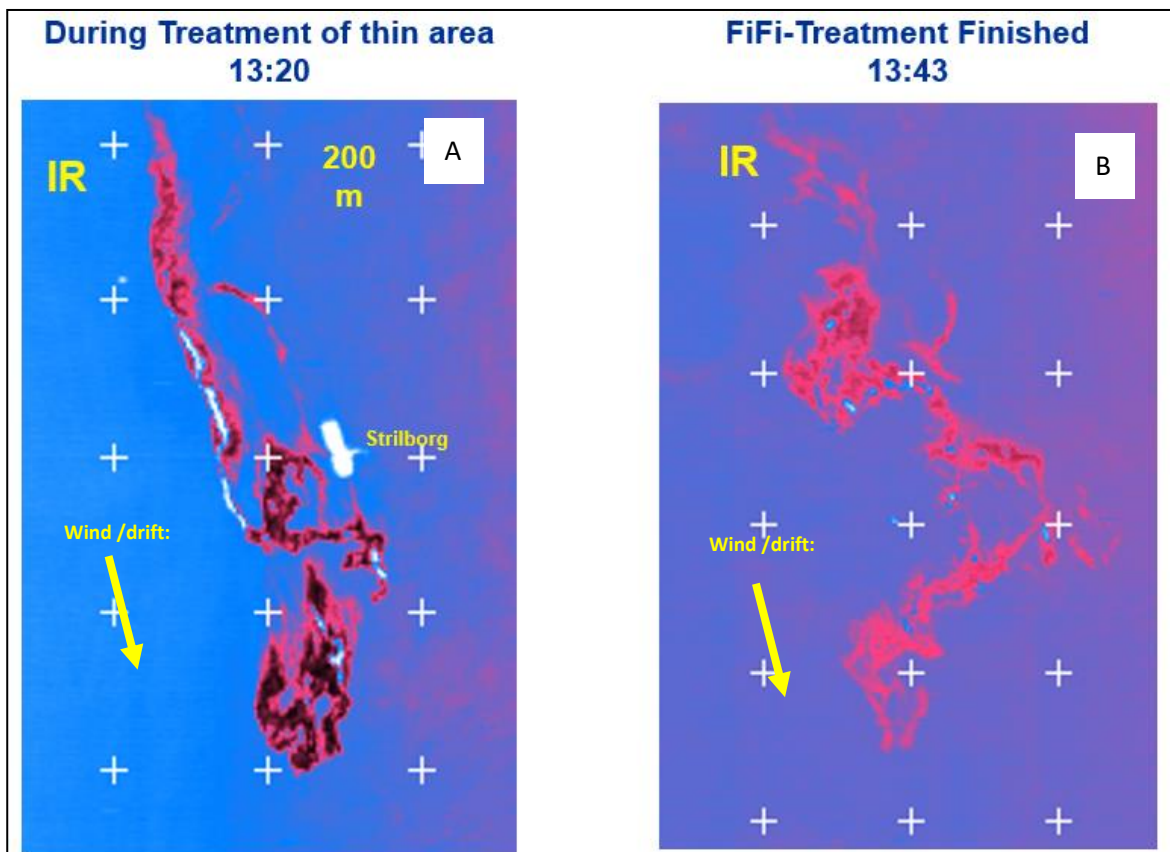 During Treatment of thin area
13:20
IR
200
m
A
Strilborg
Wind /drift:
FiFi-Treatment Finished
13:43
IR
B
Wind /drift: